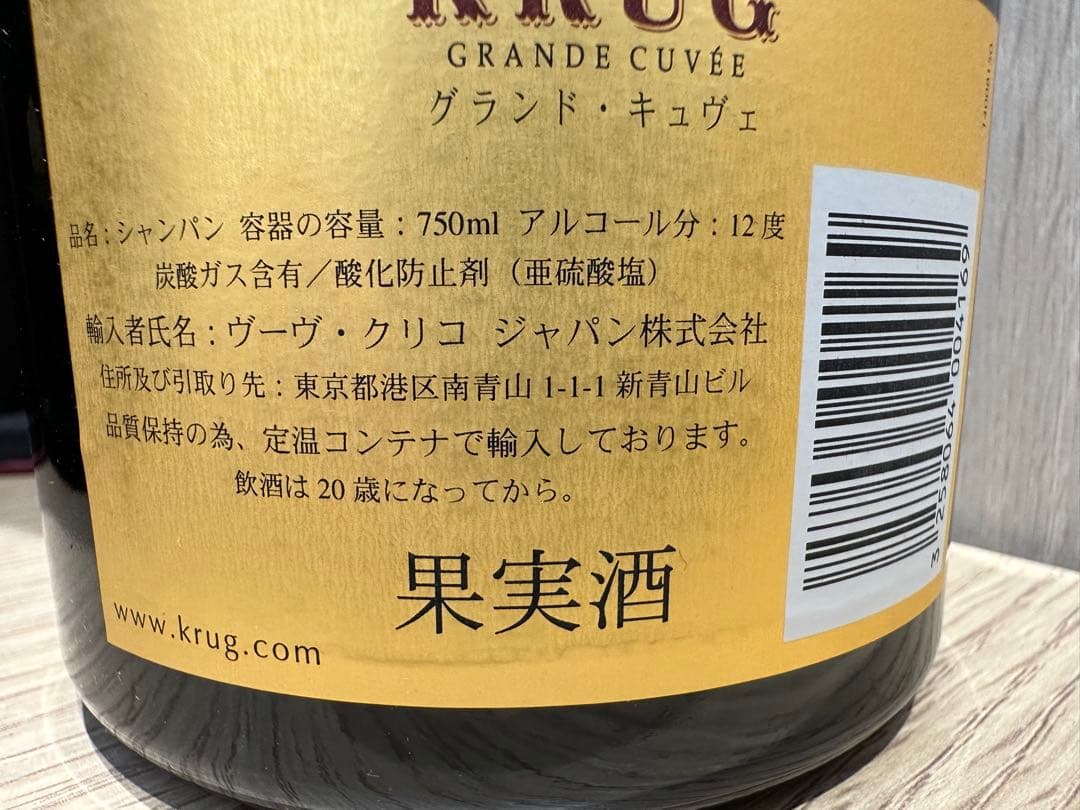 KRUG
GRANDE CUVÉE
グランド・キュヴェ
品名：シャンパン 容器の容量：750ml アルコール分：12度
炭酸ガス含有／酸化防止剤（亜硫酸塩）
輸入者氏名：ヴーヴ・クリコ ジャパン株式会社
住所及び引取り先：東京都港区南青山 1-1-1 新青山ビル
品質保持の為、定温コンテナで輸入しております。
飲酒は20歳になってから。
果実酒
www.krug.com
3 258064 004169